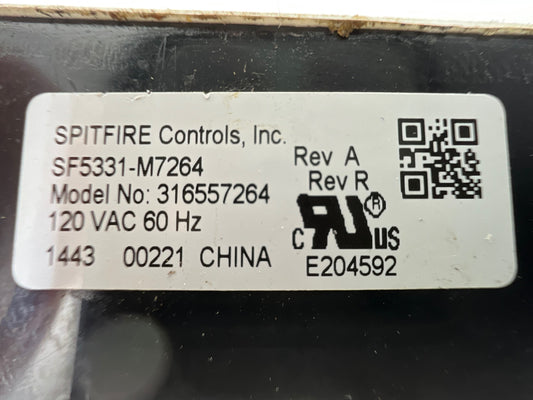 SPITFIRE Controls, Inc.
SF5331-M7264
Model No: 316557264
120 VAC 60 Hz
1443 00221 CHINA
Rev A
Rev R
c RU ® US
E204592